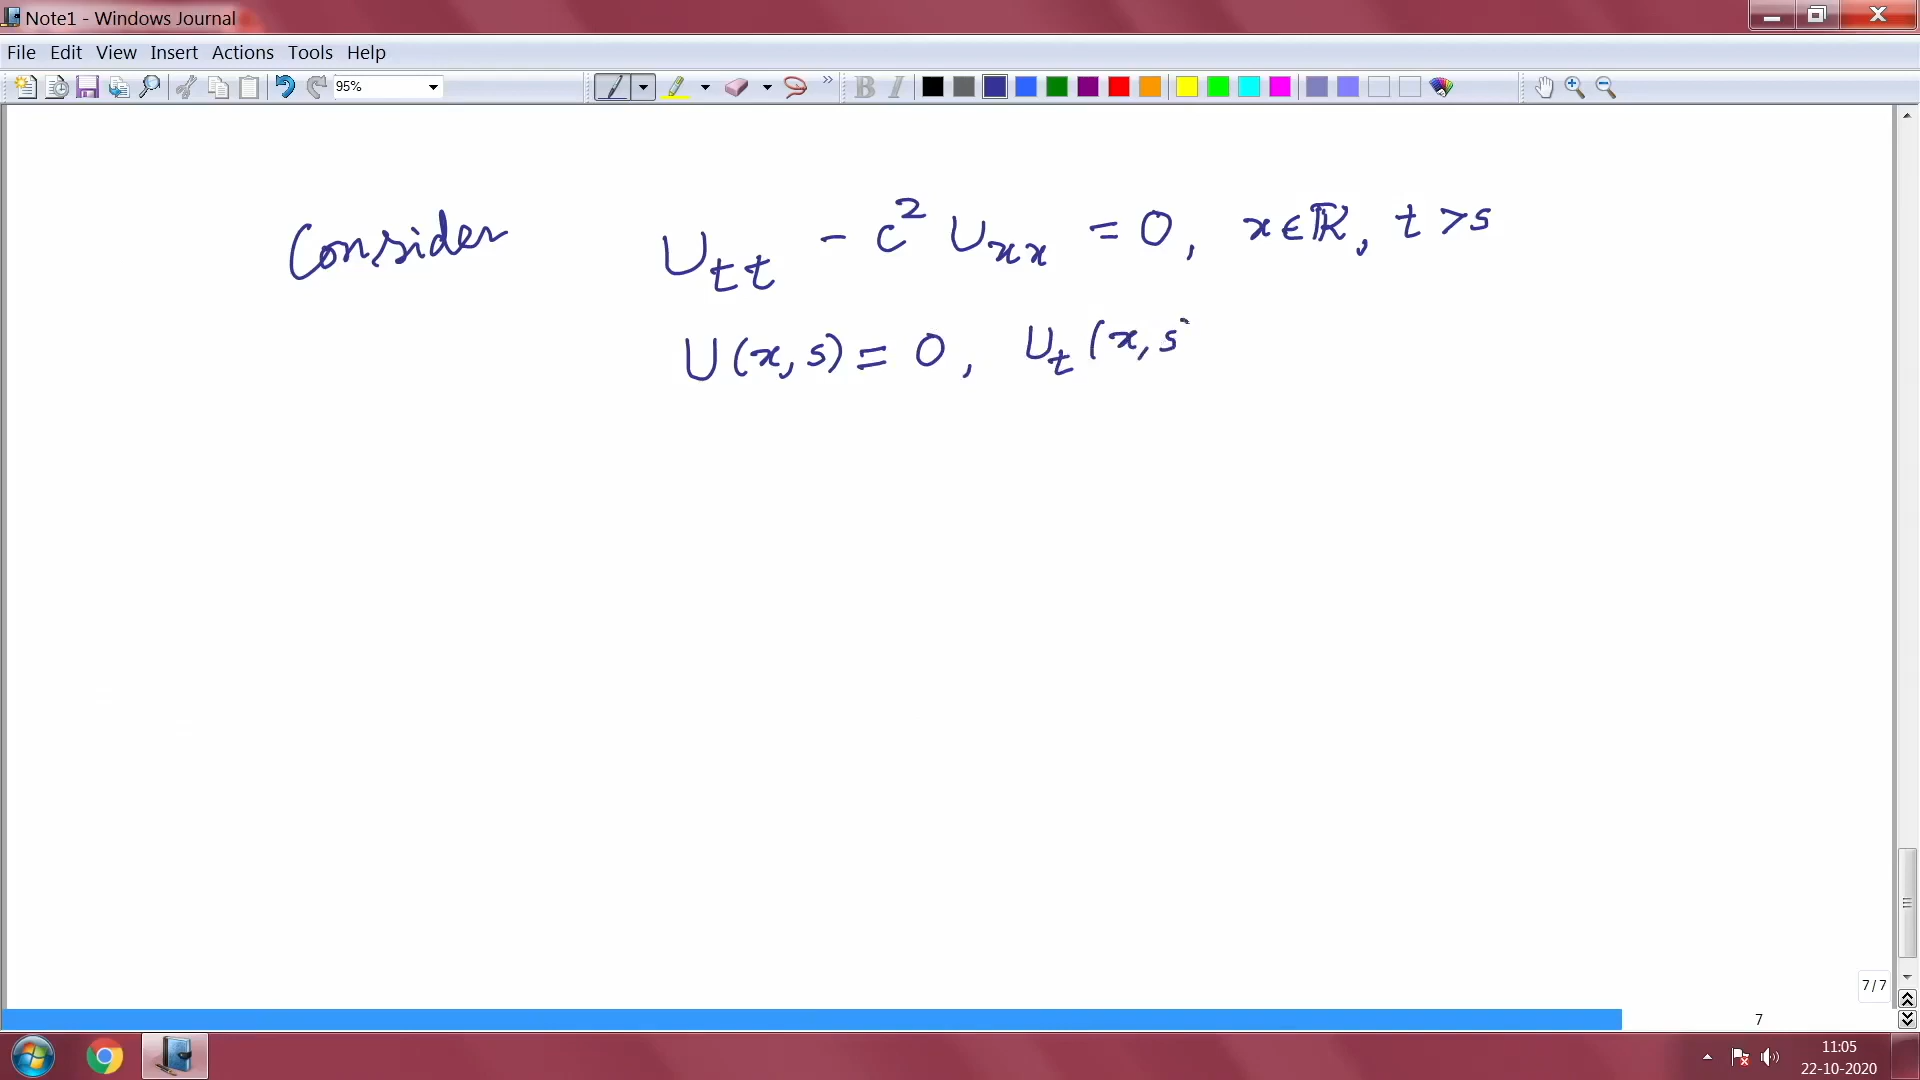 Note1 - Windows Journal
File Edit View Insert Actions Tools Help
95%
B I
Consider U_tt - c² U_xx = 0, x ∈ ℝ, t > s
U(x, s) = 0, U_t (x, s
7 / 7
7
11:05
22-10-2020